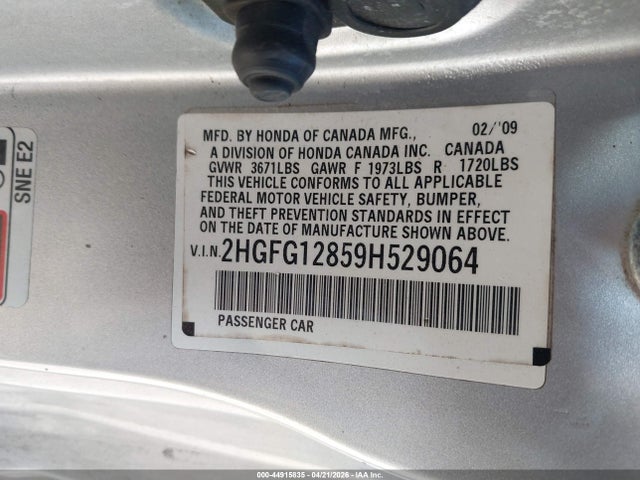 MFD. BY HONDA OF CANADA MFG., 02/'09
A DIVISION OF HONDA CANADA INC. CANADA
GVWR 3671LBS GAWR F 1973LBS R 1720LBS
THIS VEHICLE CONFORMS TO ALL APPLICABLE
FEDERAL MOTOR VEHICLE SAFETY, BUMPER,
AND THEFT PREVENTION STANDARDS IN EFFECT
ON THE DATE OF MANUFACTURE SHOWN ABOVE.
V.I.N. 2HGFG12859H529064
PASSENGER CAR
SNE E2
000-44915835 - 04/21/2026 - IAA Inc.